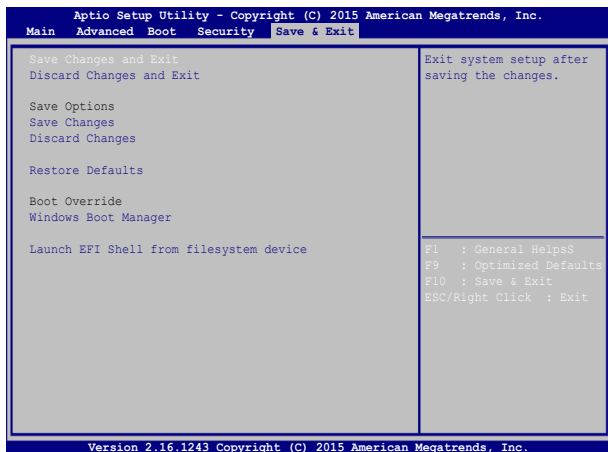 Aptio Setup Utility - Copyright (C) 2015 American Megatrends, Inc.
Main Advanced Boot Security Save & Exit
Save Changes and Exit
Discard Changes and Exit
Save Options
Save Changes
Discard Changes
Restore Defaults
Boot Override
Windows Boot Manager
Launch EFI Shell from filesystem device
Exit system setup after
saving the changes.
F1 : General HelpsS
F9 : Optimized Defaults
F10 : Save & Exit
ESC/Right Click : Exit
Version 2.16.1243 Copyright (C) 2015 American Megatrends, Inc.